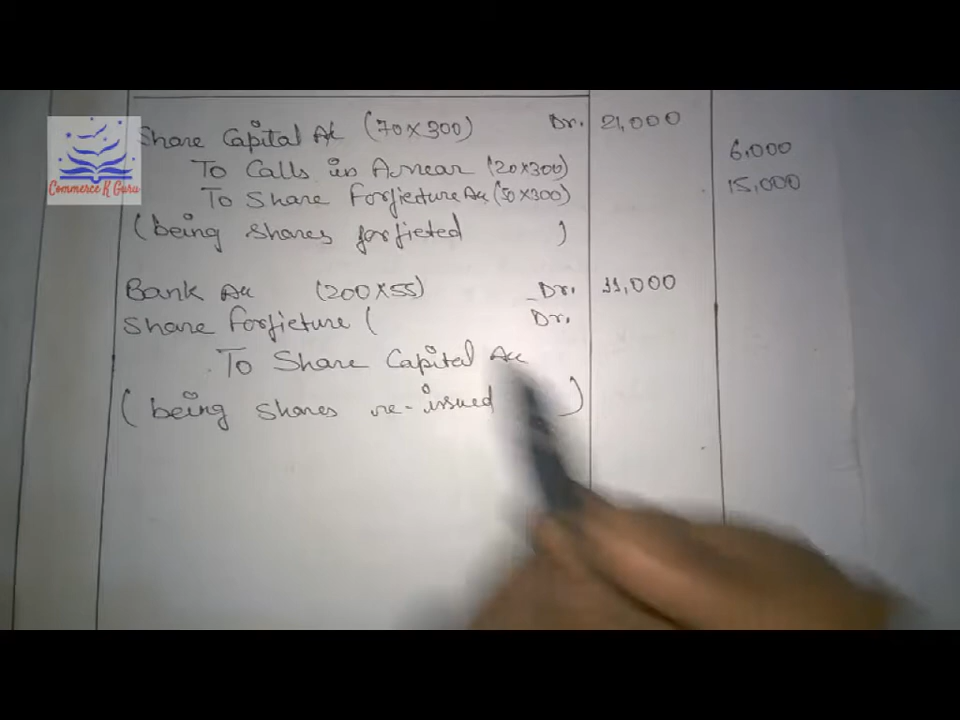 Commerce K Guru
Share Capital A/c (70×300) Dr. 21,000
To Calls in Arrear (20×300) 6,000
To Share Forfieture A/c (50×300) 15,000
(being shares forfieted )
Bank A/c (200×55) Dr. 11,000
Share Forfieture ( Dr.
To Share Capital A/c
(being shares re-issued )